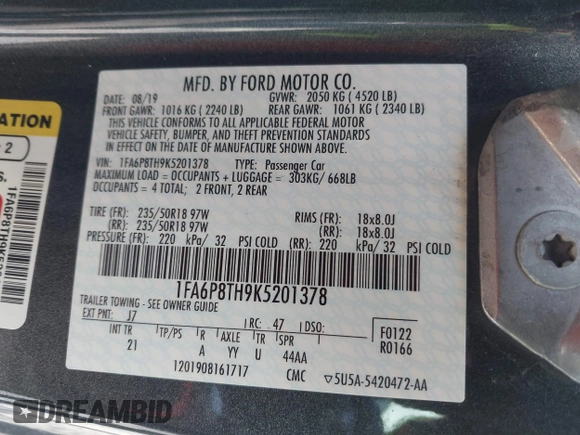 MFD. BY FORD MOTOR CO.
DATE: 08/19 GVWR: 2050 KG ( 4520 LB)
FRONT GAWR: 1016 KG ( 2240 LB) REAR GAWR: 1061 KG ( 2340 LB)
THIS VEHICLE CONFORMS TO ALL APPLICABLE FEDERAL MOTOR
VEHICLE SAFETY, BUMPER, AND THEFT PREVENTION STANDARDS
IN EFFECT ON THE DATE OF MANUFACTURE SHOWN ABOVE.
VIN: 1FA6P8TH9K5201378 TYPE: Passenger Car
MAXIMUM LOAD = OCCUPANTS + LUGGAGE = 303KG/ 668LB
OCCUPANTS = 4 TOTAL; 2 FRONT, 2 REAR
TIRE (FR): 235/50R18 97W RIMS (FR): 18x8.0J
(RR): 235/50R18 97W (RR): 18x8.0J
PRESSURE (FR): 220 kPa/ 32 PSI COLD (RR): 220 kPa/ 32 PSI COLD
1FA6P8TH9K5201378
TRAILER TOWING - SEE OWNER GUIDE
EXT PNT: J7 RC: 47 DSO: F0122
INT TR TP/PS R AXLE TR SPR R0166
21 A YY U 44AA
1201908161717 CMC ▽5U5A-5420472-AA
ATION
2
S.
DREAMBID